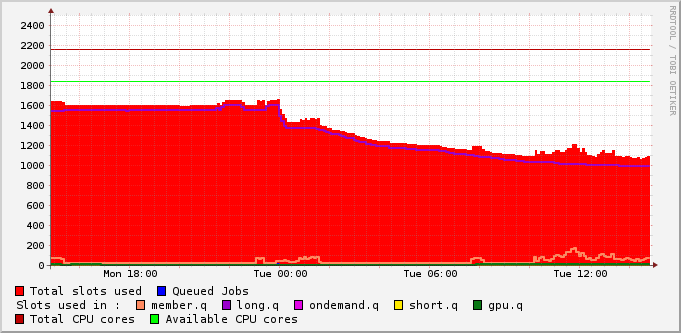 2400
2200
2000
1800
1600
1400
1200
1000
800
600
400
200
0
Mon 18:00 Tue 00:00 Tue 06:00 Tue 12:00
RRDTOOL / TOBI OETIKER
Total slots used Queued Jobs
Slots used in : member.q long.q ondemand.q short.q gpu.q
Total CPU cores Available CPU cores